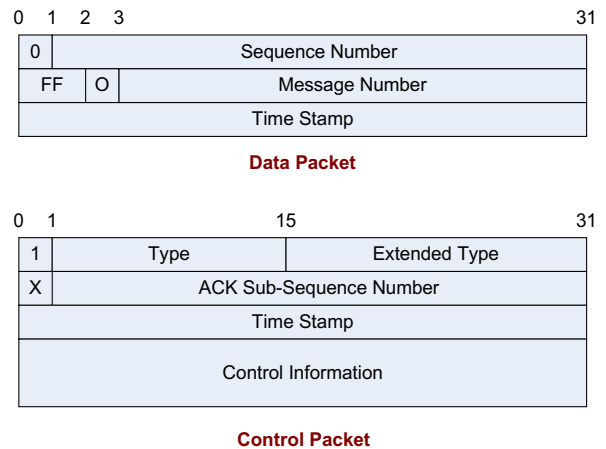 0 1 2 3 31
0 Sequence Number
FF O Message Number
Time Stamp
Data Packet
0 1 15 31
1 Type Extended Type
X ACK Sub-Sequence Number
Time Stamp
Control Information
Control Packet